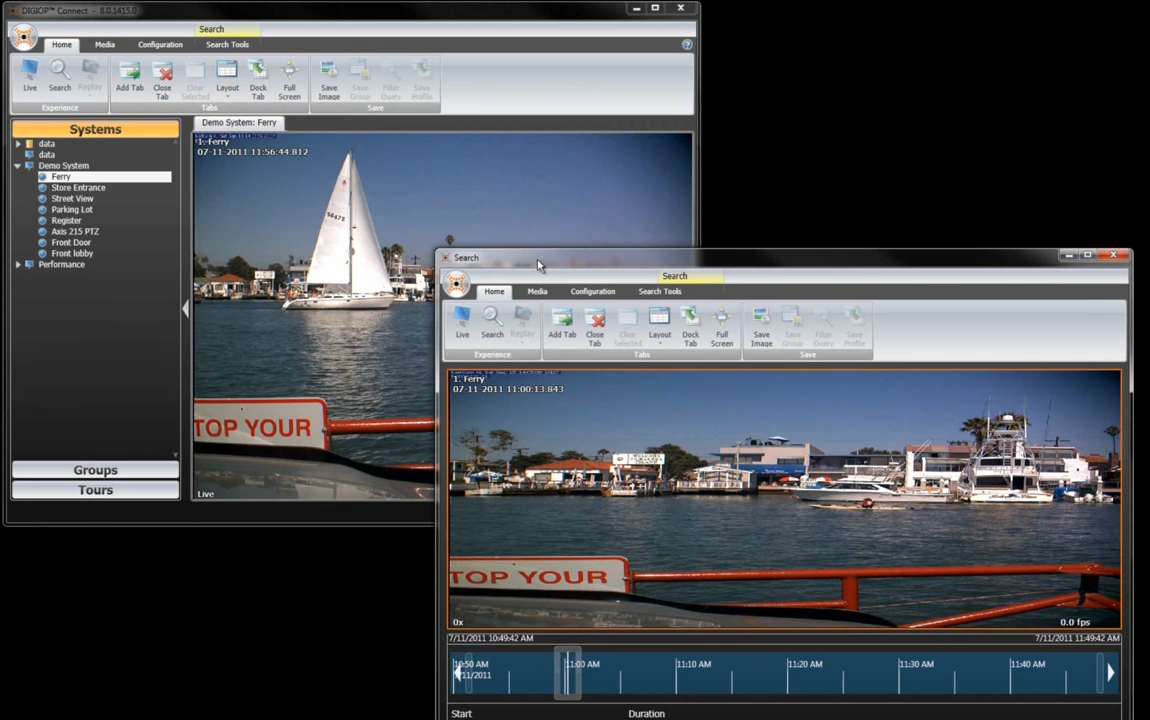 DIGIOP™ Connect - 8.0.1415.0
Search
Home Media Configuration Search Tools
Live Search Replay Add Tab Close Tab Clear Selected Layout Dock Tab Full Screen Save Image Save Group Filter Query Save Profile
Experience Tabs Save
Systems
data
data
Demo System
Ferry
Store Entrance
Street View
Parking Lot
Register
Axis 215 PTZ
Front Door
Front lobby
Performance
Groups
Tours
Demo System: Ferry
1. Ferry
07-11-2011 11:56:44.812
TOP YOUR
Live
Search
Search
Home Media Configuration Search Tools
Live Search Replay Add Tab Close Tab Clear Selected Layout Dock Tab Full Screen Save Image Save Group Filter Query Save Profile
Experience Tabs Save
1. Ferry
07-11-2011 11:00:13.843
TOP YOUR
0x 0.0 fps
7/11/2011 10:49:42 AM 7/11/2011 11:49:42 AM
10:50 AM 11:00 AM 11:10 AM 11:20 AM 11:30 AM 11:40 AM
Start Duration